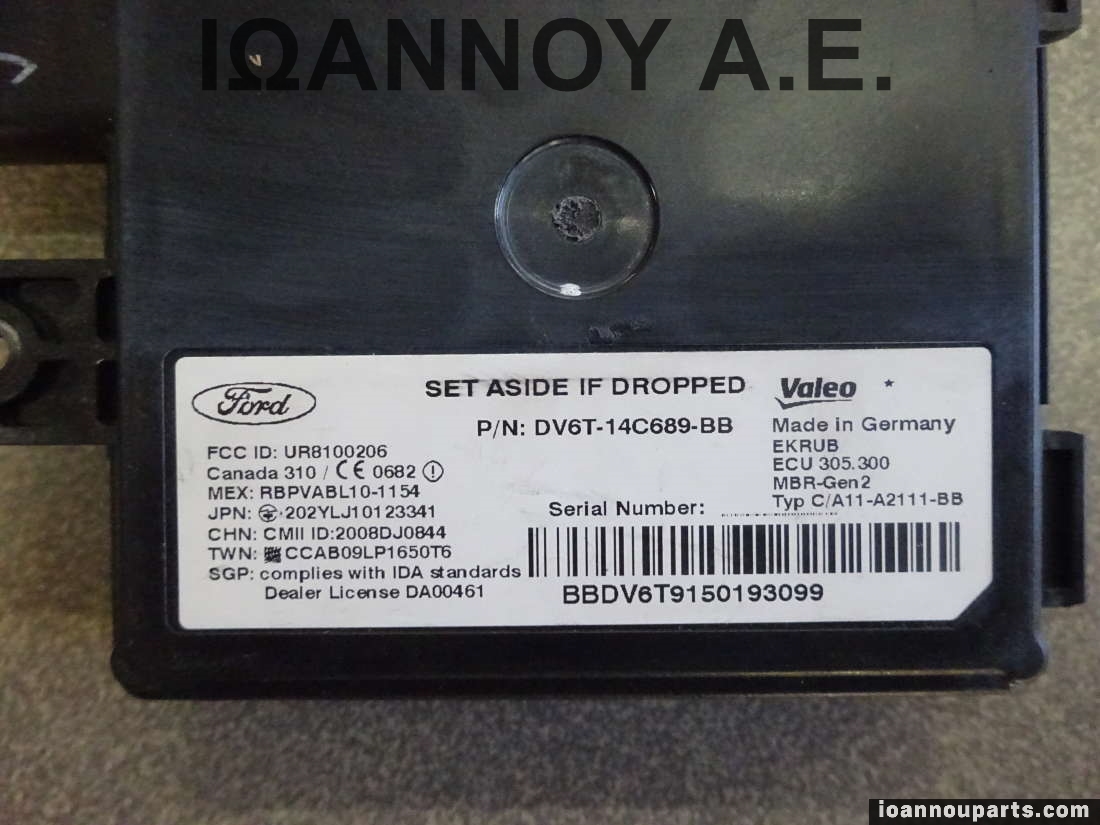 ΙΩΑΝΝΟΥ Α.Ε.
Ford
SET ASIDE IF DROPPED
P/N: DV6T-14C689-BB
Valeo *
Made in Germany
EKRUB
ECU 305.300
MBR-Gen2
Typ C/A11-A2111-BB
FCC ID: UR8100206
Canada 310 / CE 0682
MEX: RBPVABL10-1154
JPN: 202YLJ10123341
CHN: CMII ID:2008DJ0844
TWN: CCAB09LP1650T6
SGP: complies with IDA standards
Dealer License DA00461
Serial Number:
BBDV6T9150193099
ioannouparts.com